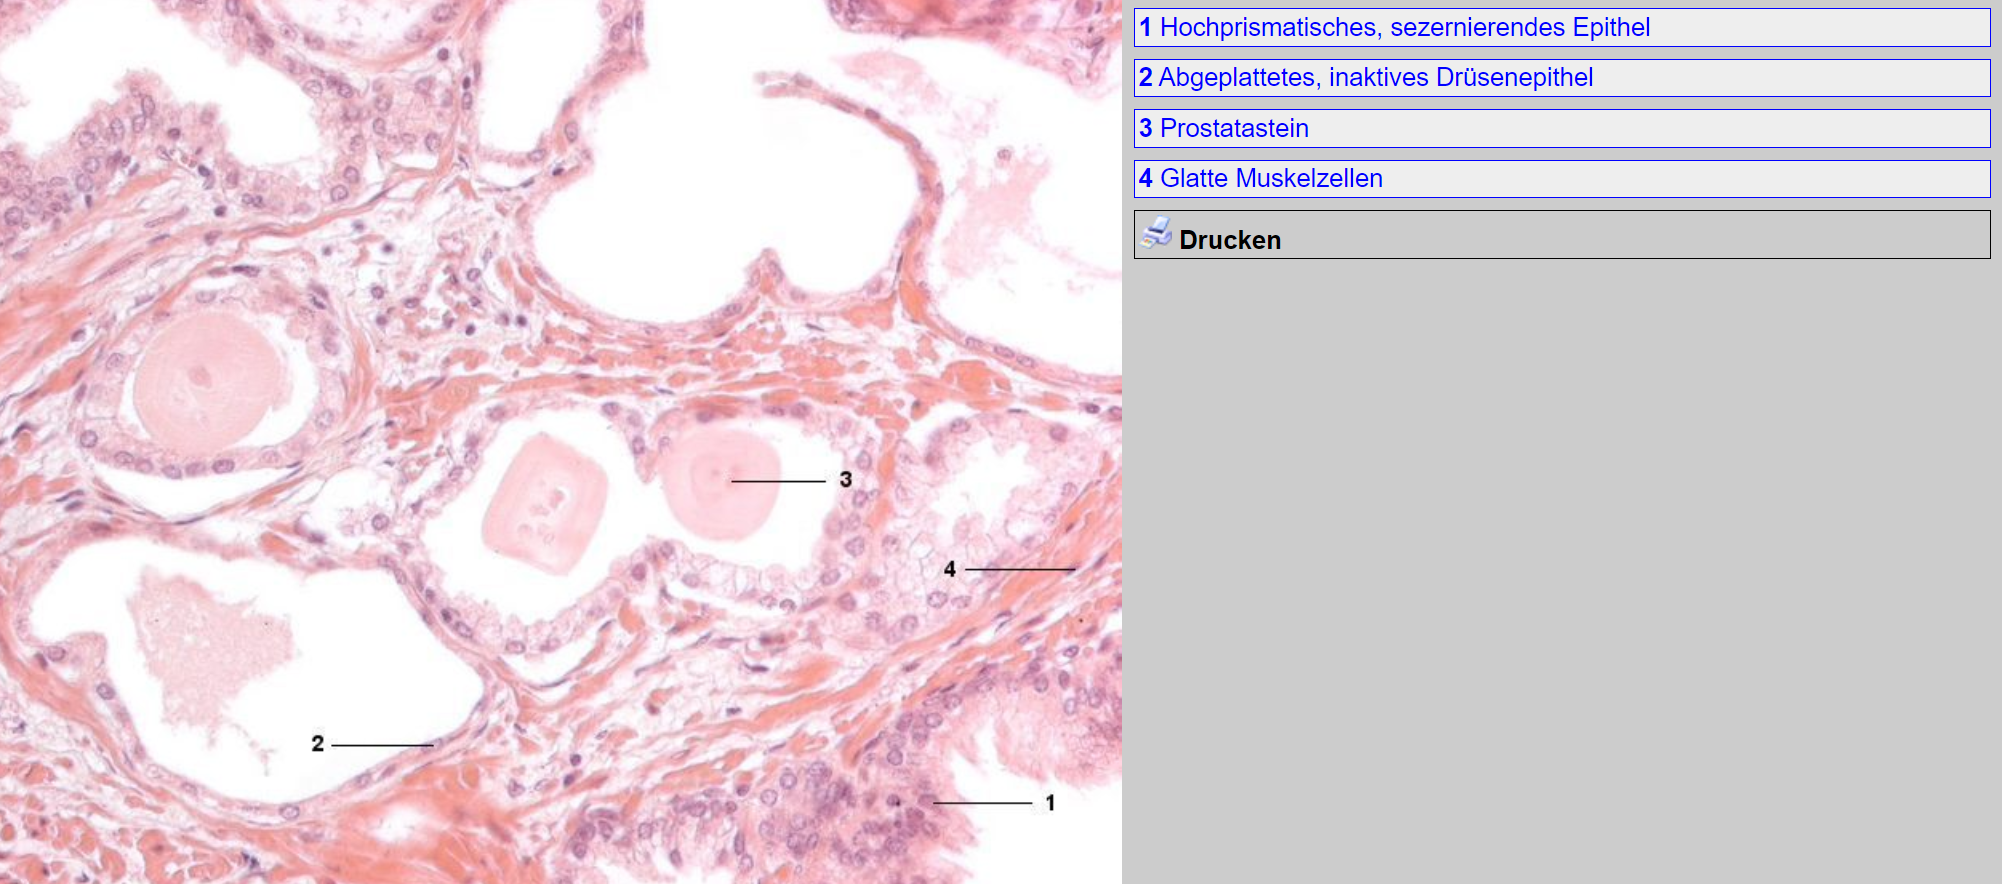 1 Hochprismatisches, sezernierendes Epithel
2 Abgeplattetes, inaktives Drüsenepithel
3 Prostatastein
4 Glatte Muskelzellen
Drucken
3
4
2
1